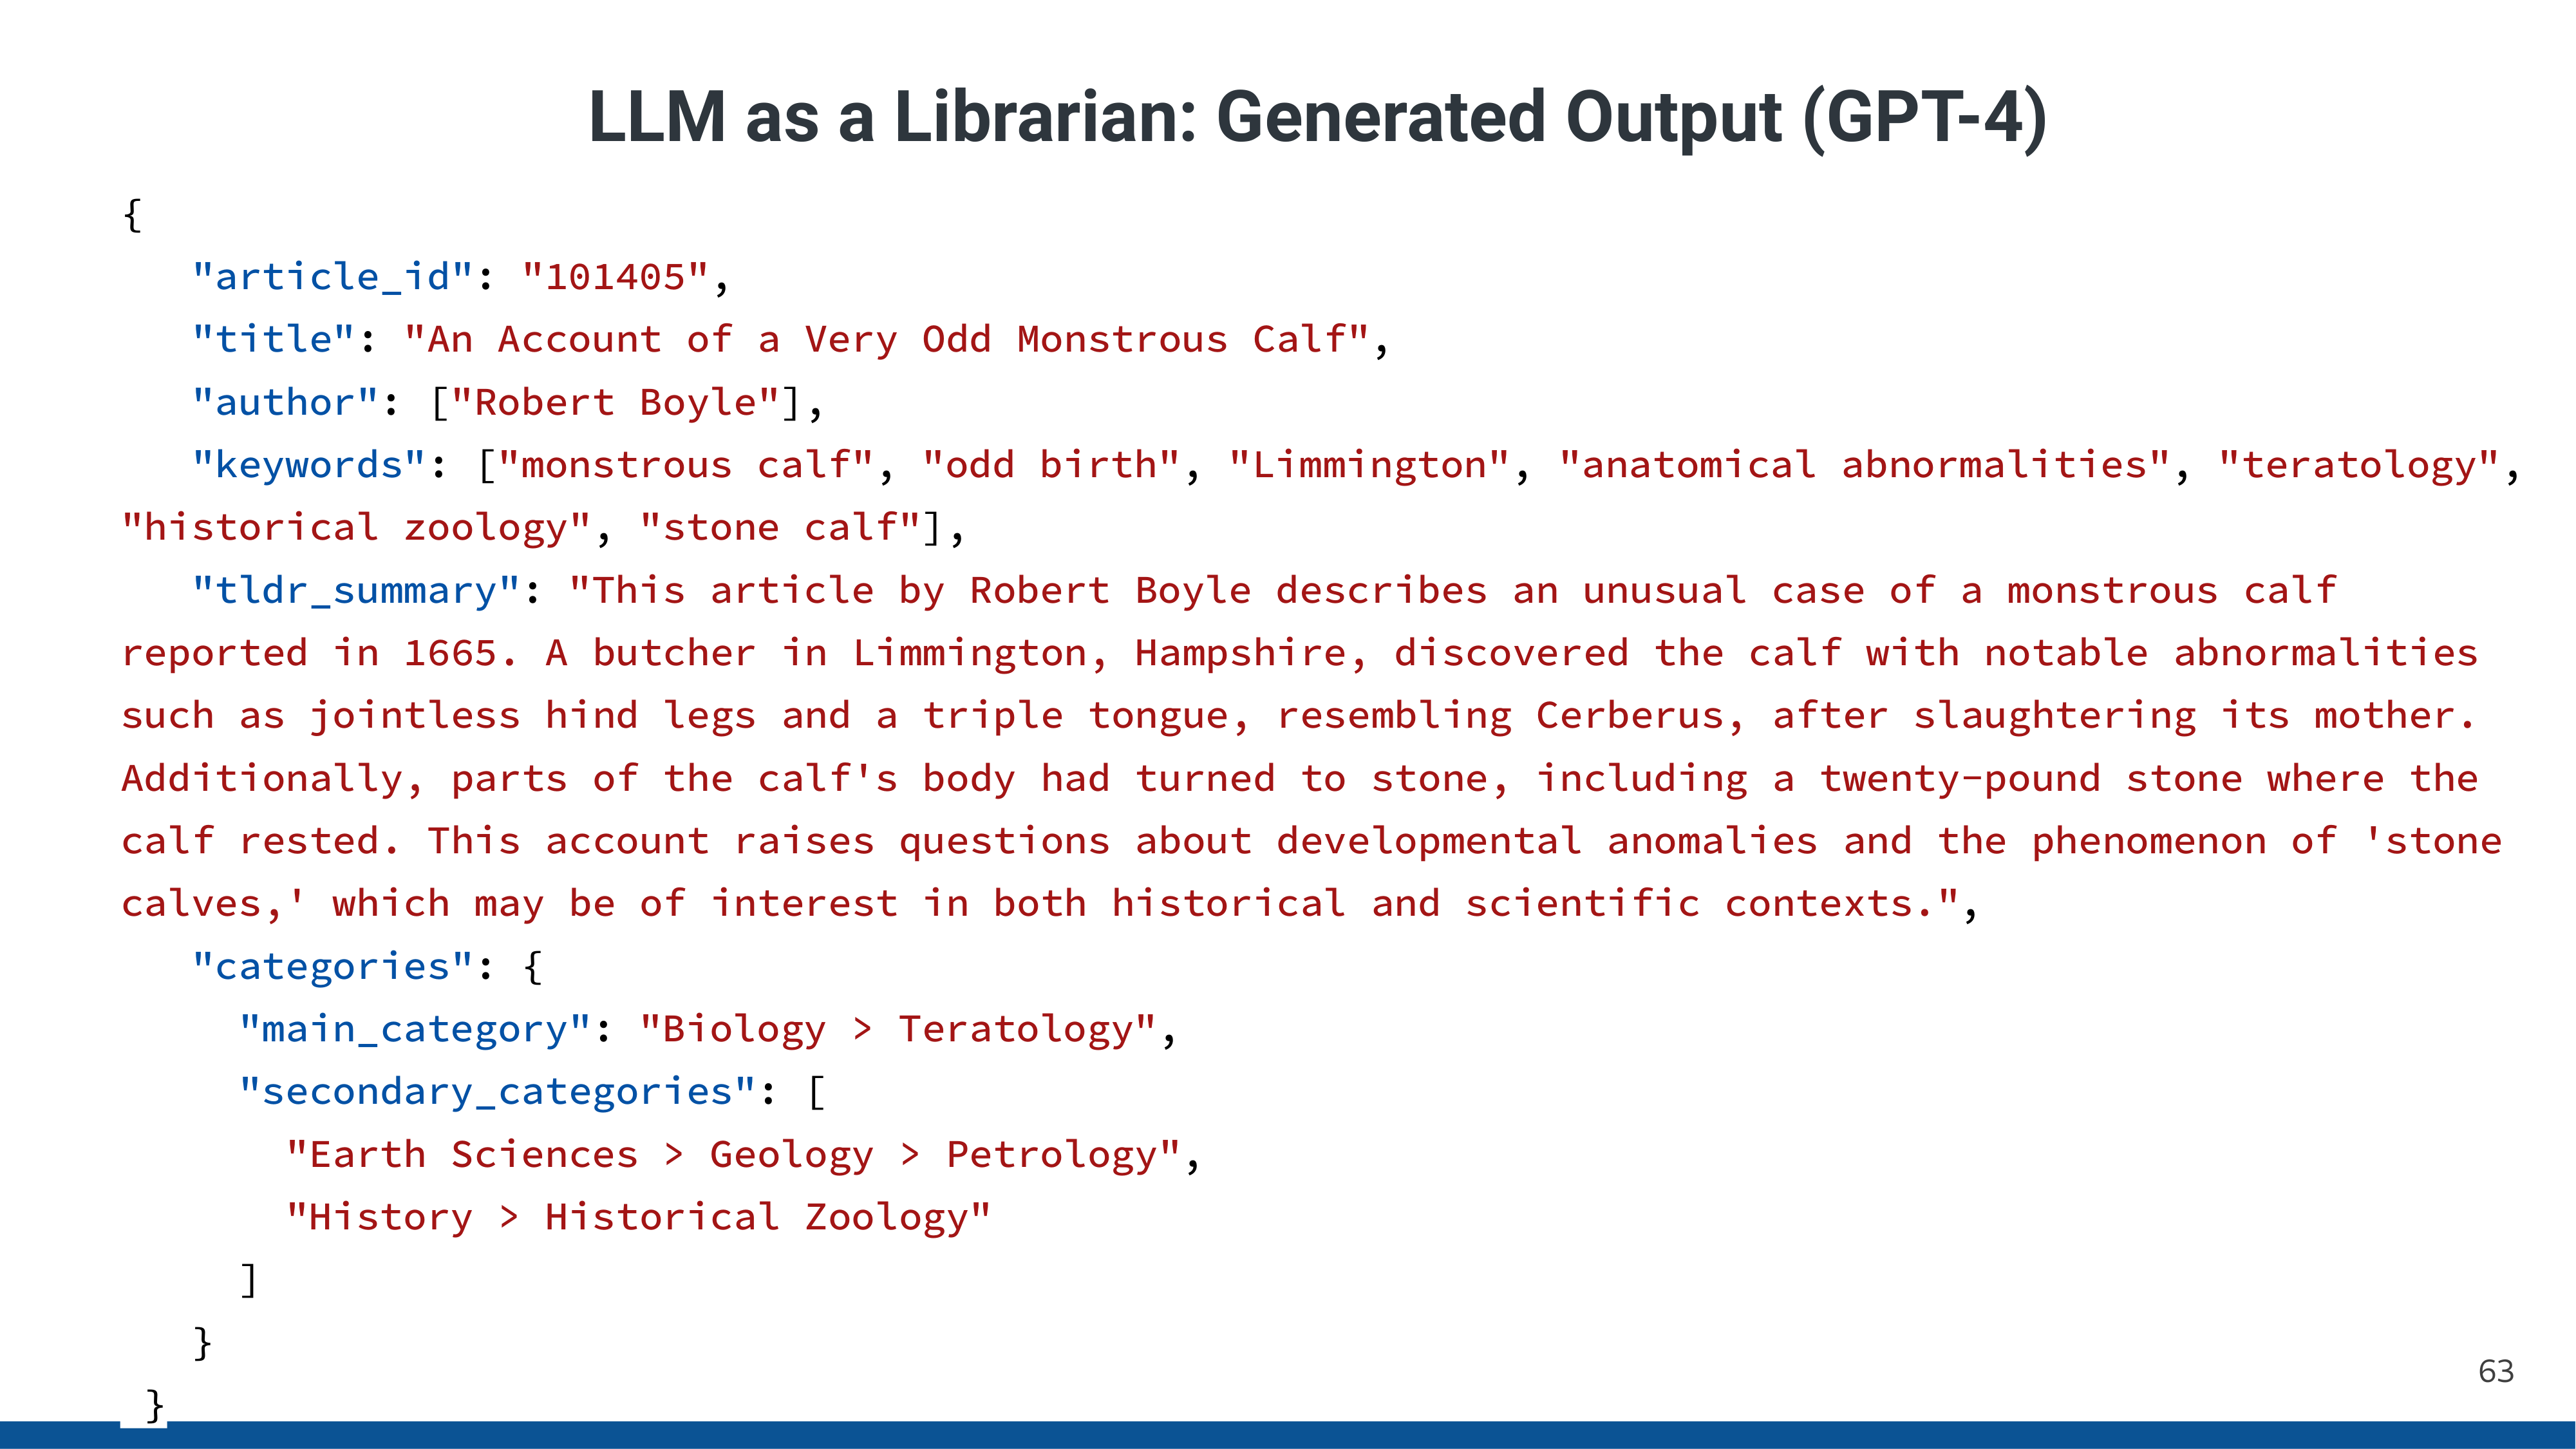 LLM as a Librarian: Generated Output (GPT-4)
{
"article_id": "101405",
"title": "An Account of a Very Odd Monstrous Calf",
"author": ["Robert Boyle"],
"keywords": ["monstrous calf", "odd birth", "Limmington", "anatomical abnormalities", "teratology",
"historical zoology", "stone calf"],
"tldr_summary": "This article by Robert Boyle describes an unusual case of a monstrous calf
reported in 1665. A butcher in Limmington, Hampshire, discovered the calf with notable abnormalities
such as jointless hind legs and a triple tongue, resembling Cerberus, after slaughtering its mother.
Additionally, parts of the calf's body had turned to stone, including a twenty-pound stone where the
calf rested. This account raises questions about developmental anomalies and the phenomenon of 'stone
calves,' which may be of interest in both historical and scientific contexts.",
"categories": {
"main_category": "Biology > Teratology",
"secondary_categories": [
"Earth Sciences > Geology > Petrology",
"History > Historical Zoology"
]
}
}
63